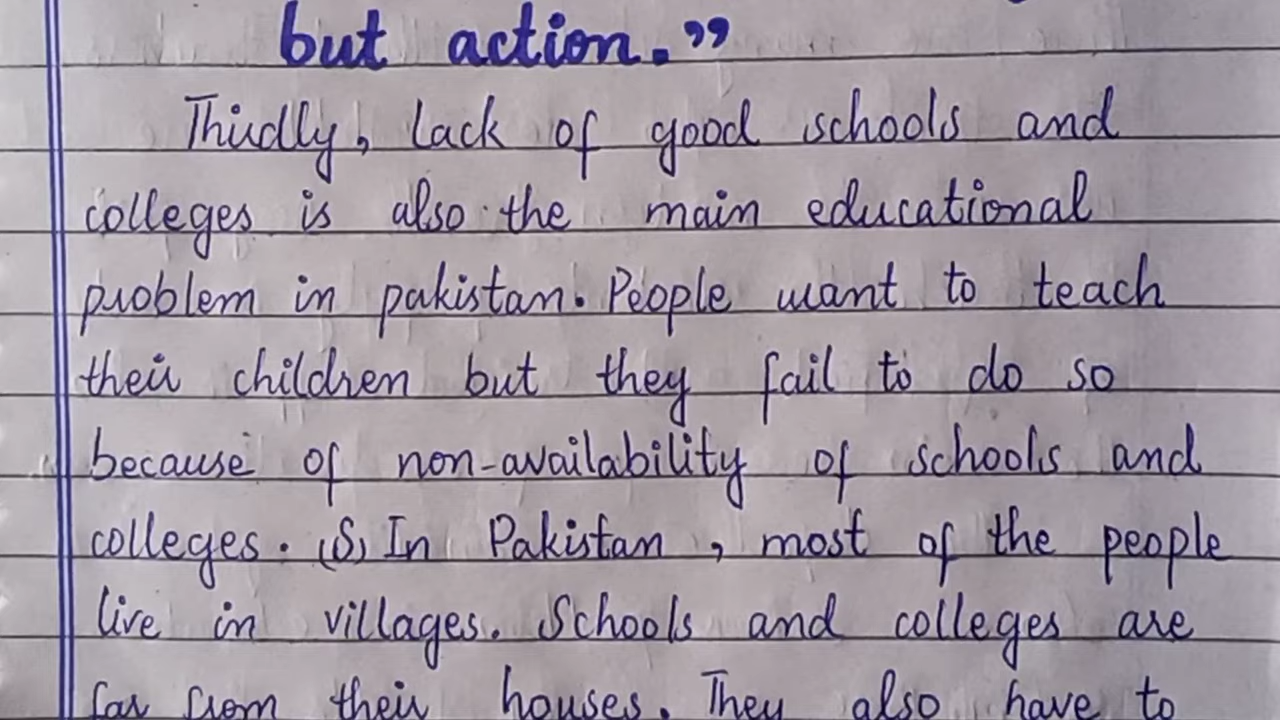 but action.”
Thirdly, lack of good schools and
colleges is also the main educational
problem in pakistan. People want to teach
their children but they fail to do so
because of non-availability of schools and
colleges. (S) In Pakistan, most of the people
live in villages. Schools and colleges are
far from their houses. They also have to